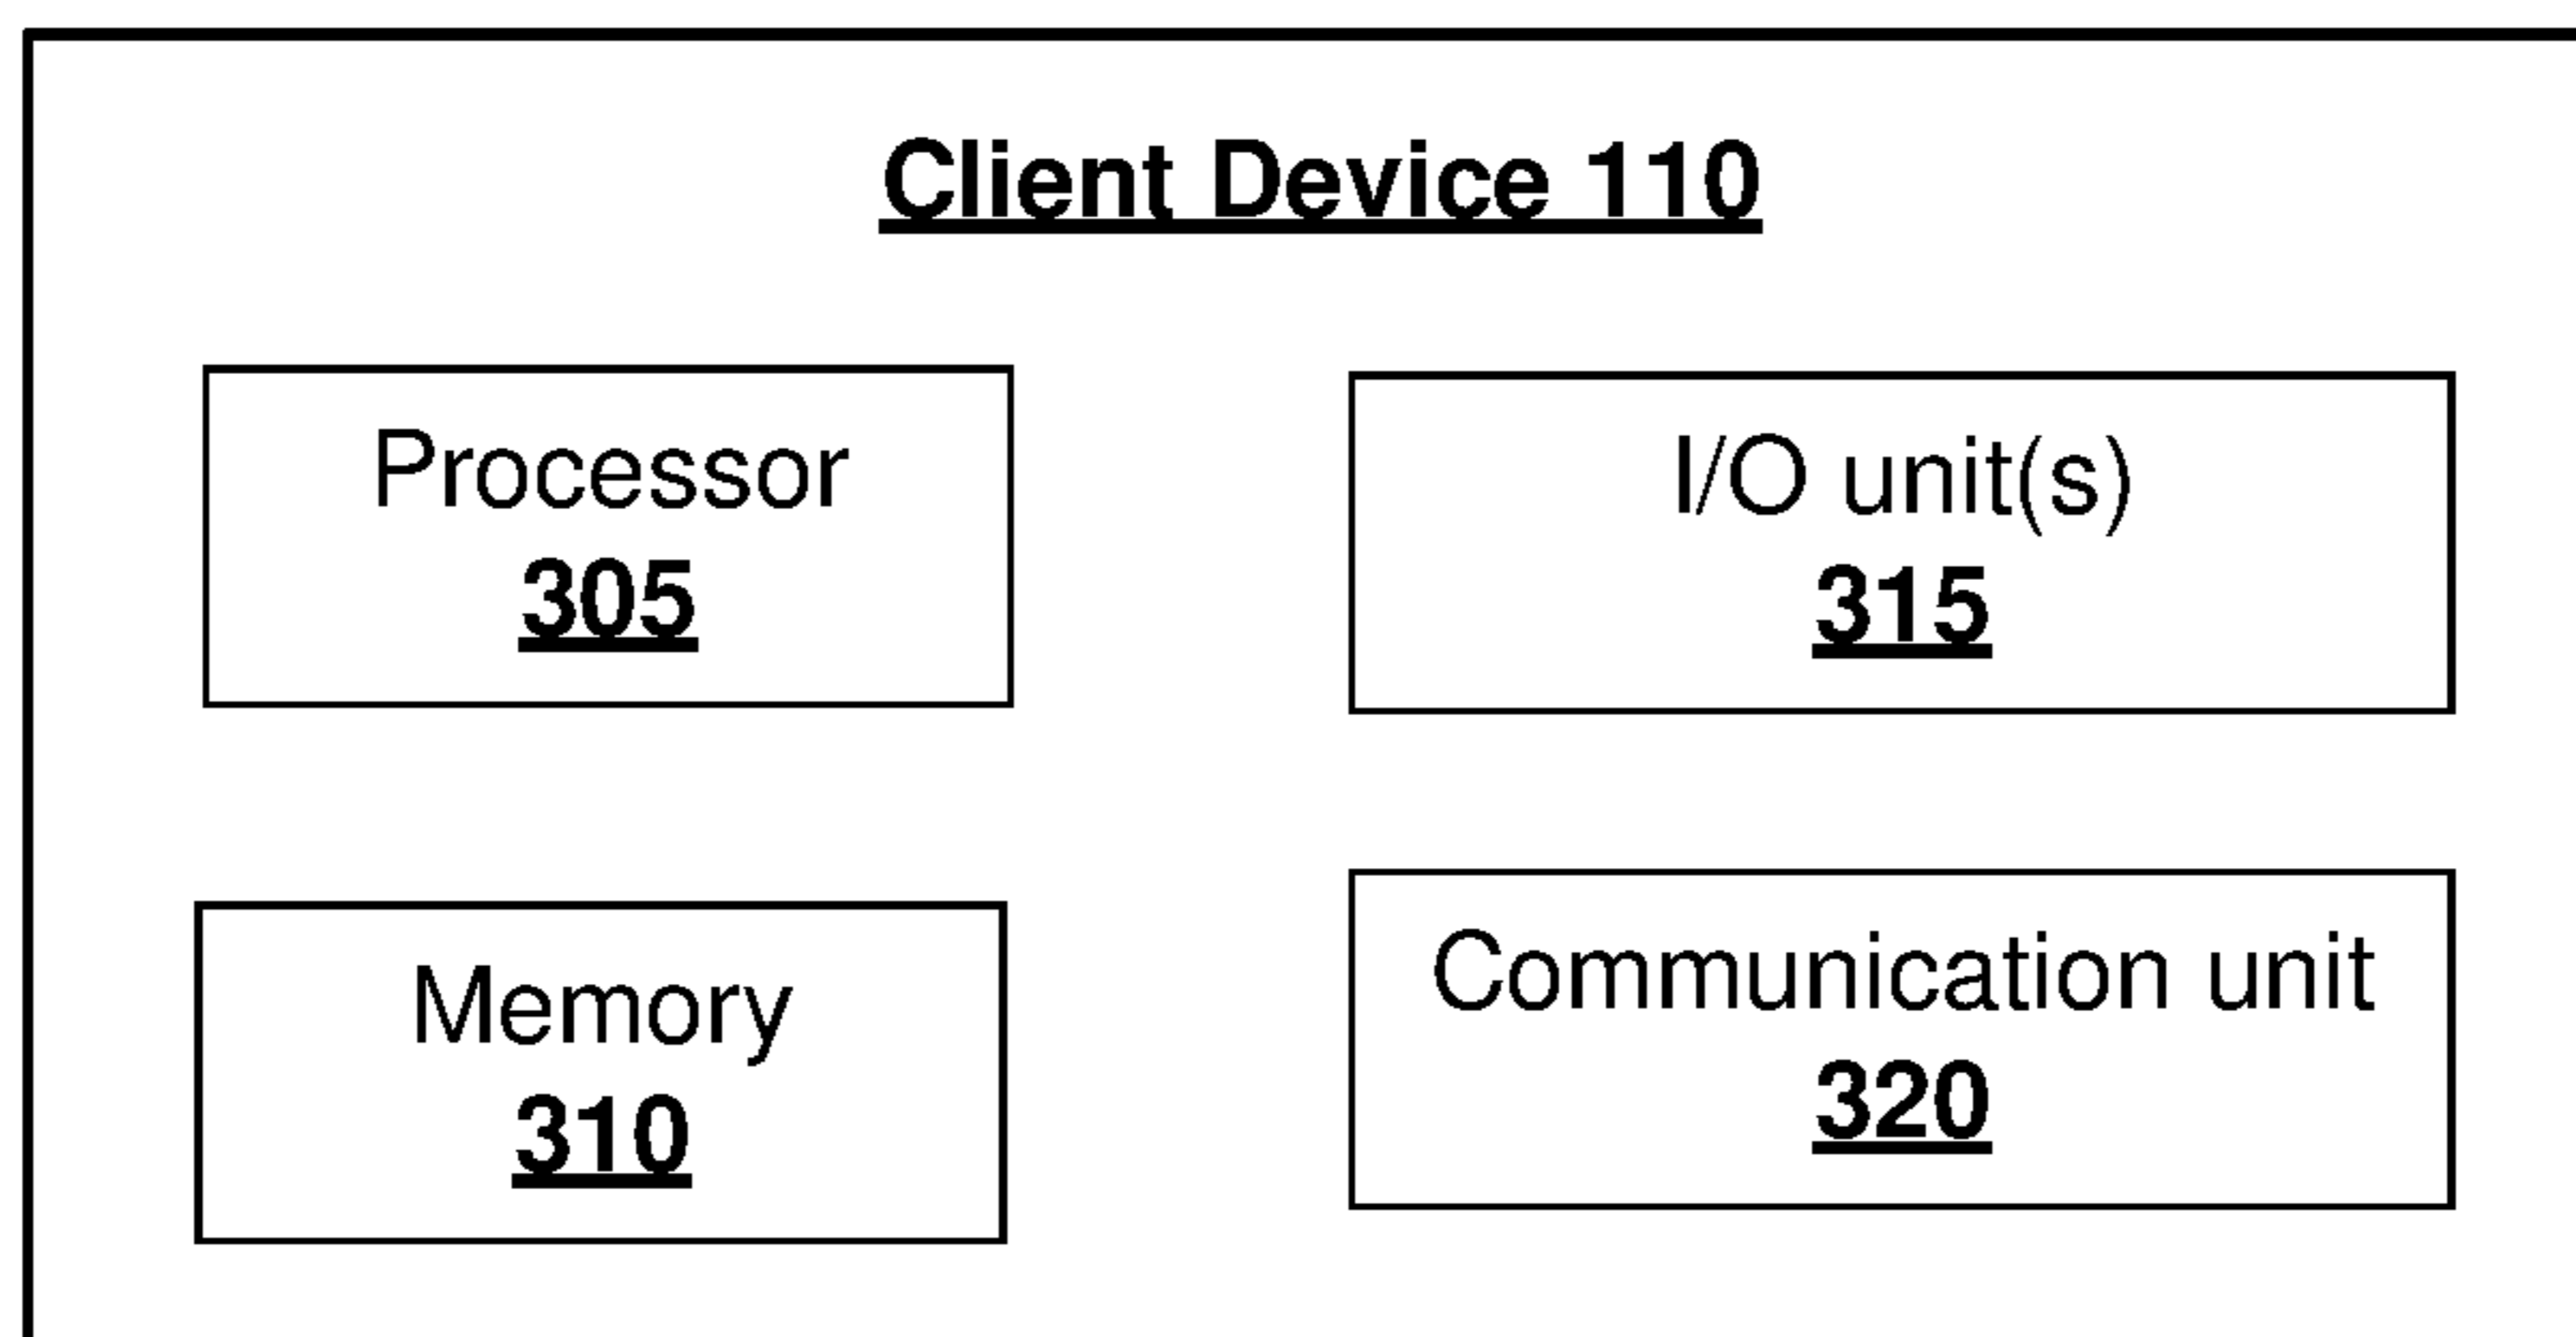 Client Device 110
Processor
305
I/O unit(s)
315
Memory
310
Communication unit
320